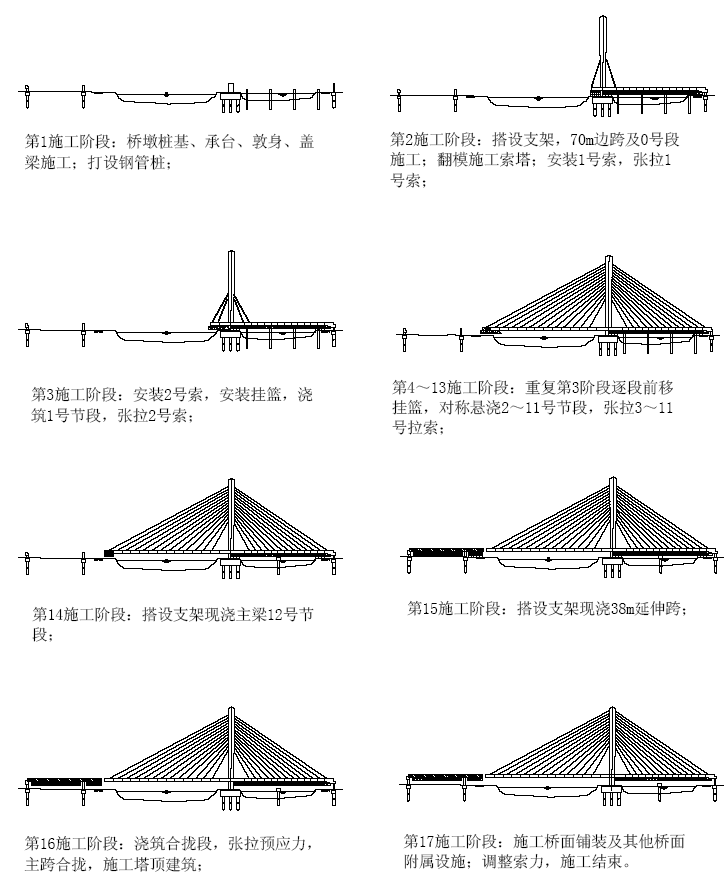 第1施工阶段：桥墩桩基、承台、敦身、盖
梁施工；打设钢管桩；
第2施工阶段：搭设支架，70m边跨及0号段
施工；翻模施工索塔；安装1号索，张拉1
号索；
第3施工阶段：安装2号索，安装挂篮，浇
筑1号节段，张拉2号索；
第4～13施工阶段：重复第3阶段逐段前移
挂篮，对称悬浇2～11号节段，张拉3～11
号拉索；
第14施工阶段：搭设支架现浇主梁12号节
段；
第15施工阶段：搭设支架现浇38m延伸跨；
第16施工阶段：浇筑合拢段，张拉预应力，
主跨合拢，施工塔顶建筑；
第17施工阶段：施工桥面铺装及其他桥面
附属设施；调整索力，施工结束。